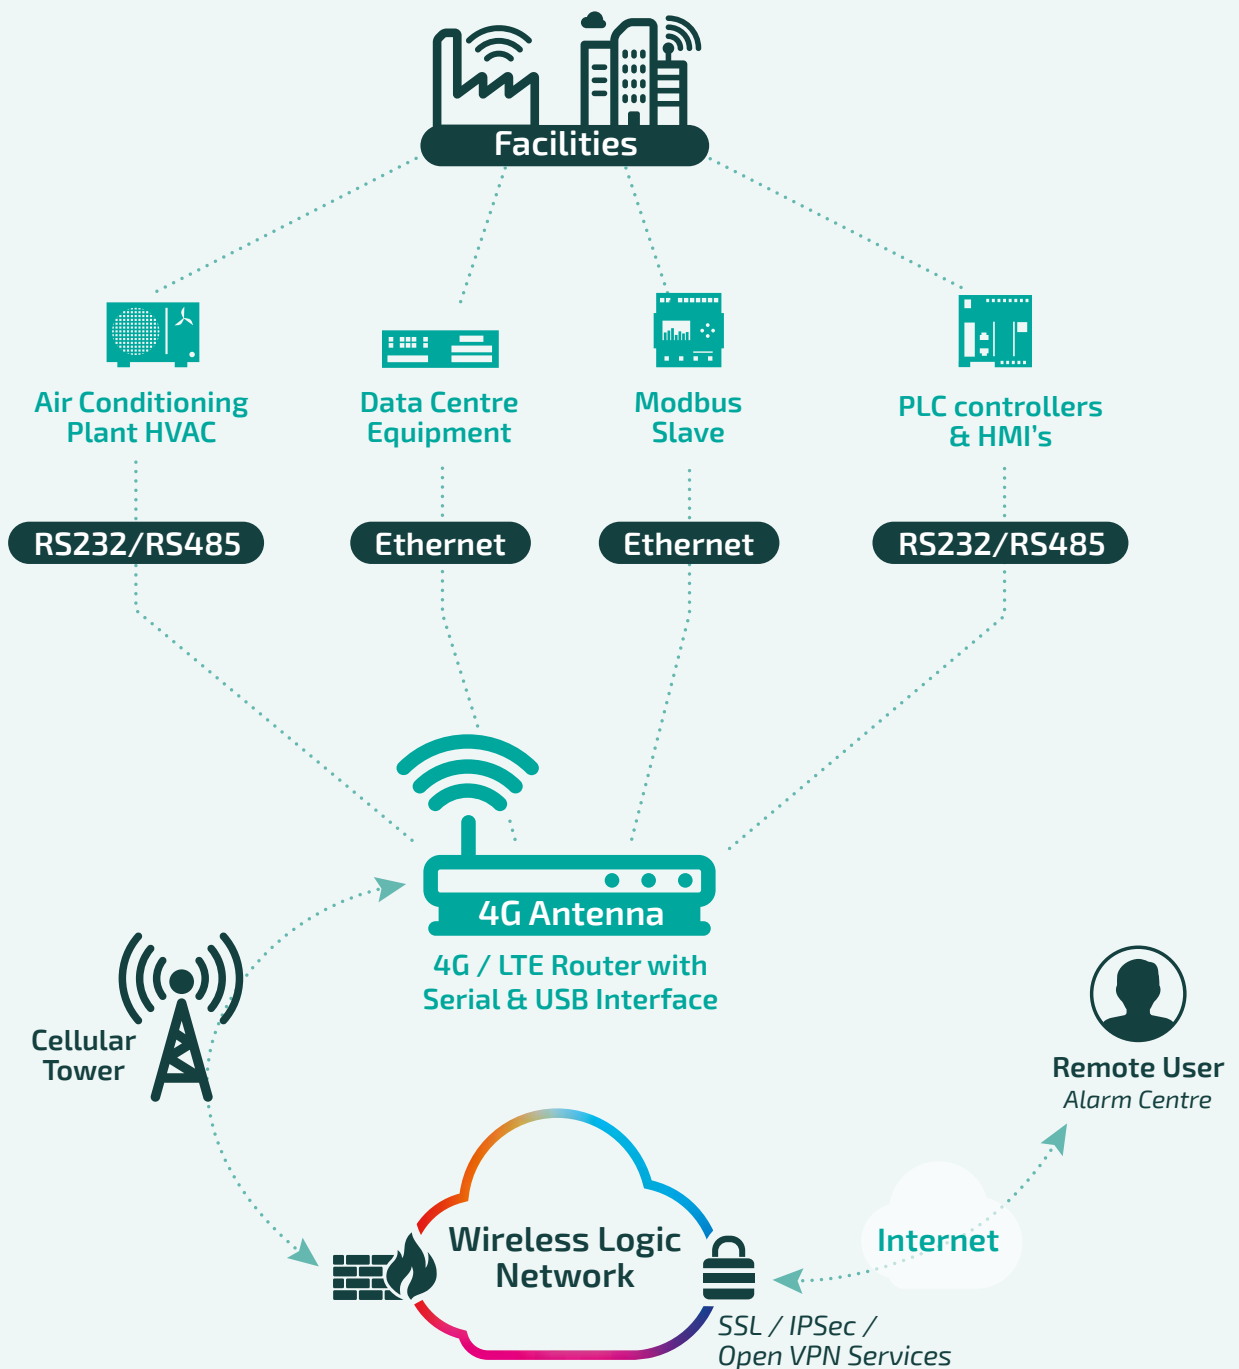 Facilities
Air Conditioning
Plant HVAC
Data Centre
Equipment
Modbus
Slave
PLC controllers
& HMI's
RS232/RS485
Ethernet
Ethernet
RS232/RS485
4G Antenna
4G / LTE Router with
Serial & USB Interface
Cellular
Tower
Remote User
Alarm Centre
Wireless Logic
Network
Internet
SSL / IPSec /
Open VPN Services